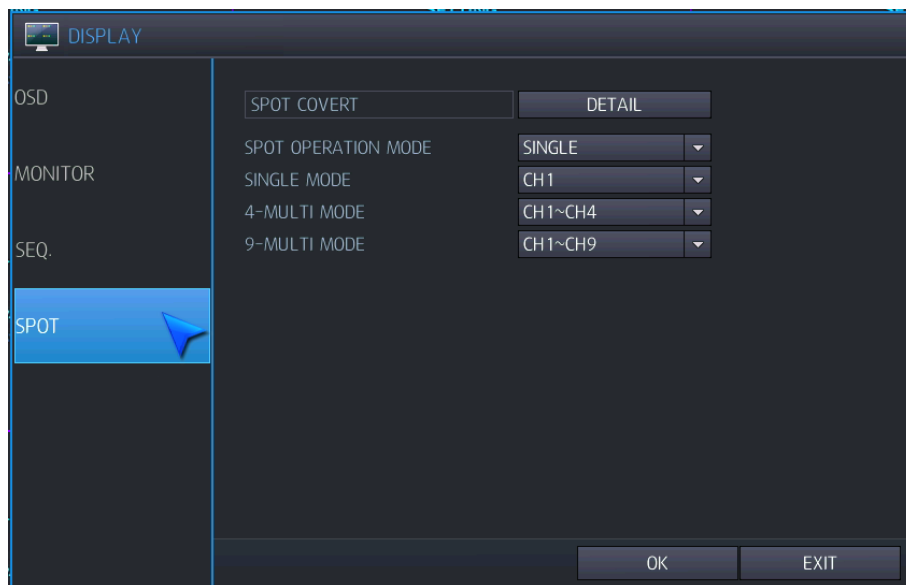 DISPLAY
OSD
MONITOR
SEQ.
SPOT
SPOT COVERT DETAIL
SPOT OPERATION MODE SINGLE
SINGLE MODE CH1
4-MULTI MODE CH1~CH4
9-MULTI MODE CH1~CH9
OK EXIT